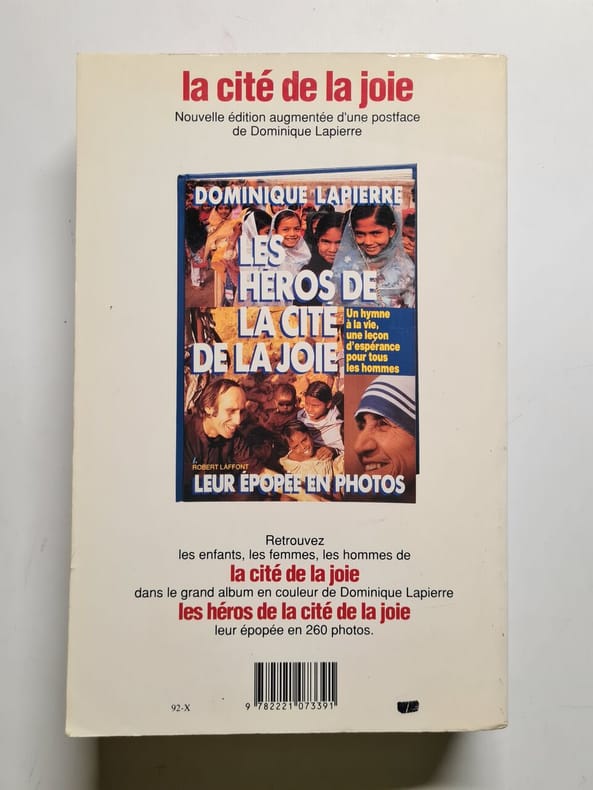 la cité de la joie
Nouvelle édition augmentée d'une postface
de Dominique Lapierre
DOMINIQUE LAPIERRE
LES
HÉROS DE
LA CITÉ
DE LA JOIE
Un hymne
à la vie,
une leçon
d'espérance
pour tous
les hommes
ROBERT LAFFONT
LEUR ÉPOPÉE EN PHOTOS
Retrouvez
les enfants, les femmes, les hommes de
la cité de la joie
dans le grand album en couleur de Dominique Lapierre
les héros de la cité de la joie
leur épopée en 260 photos.
92-X
9 782221 073391